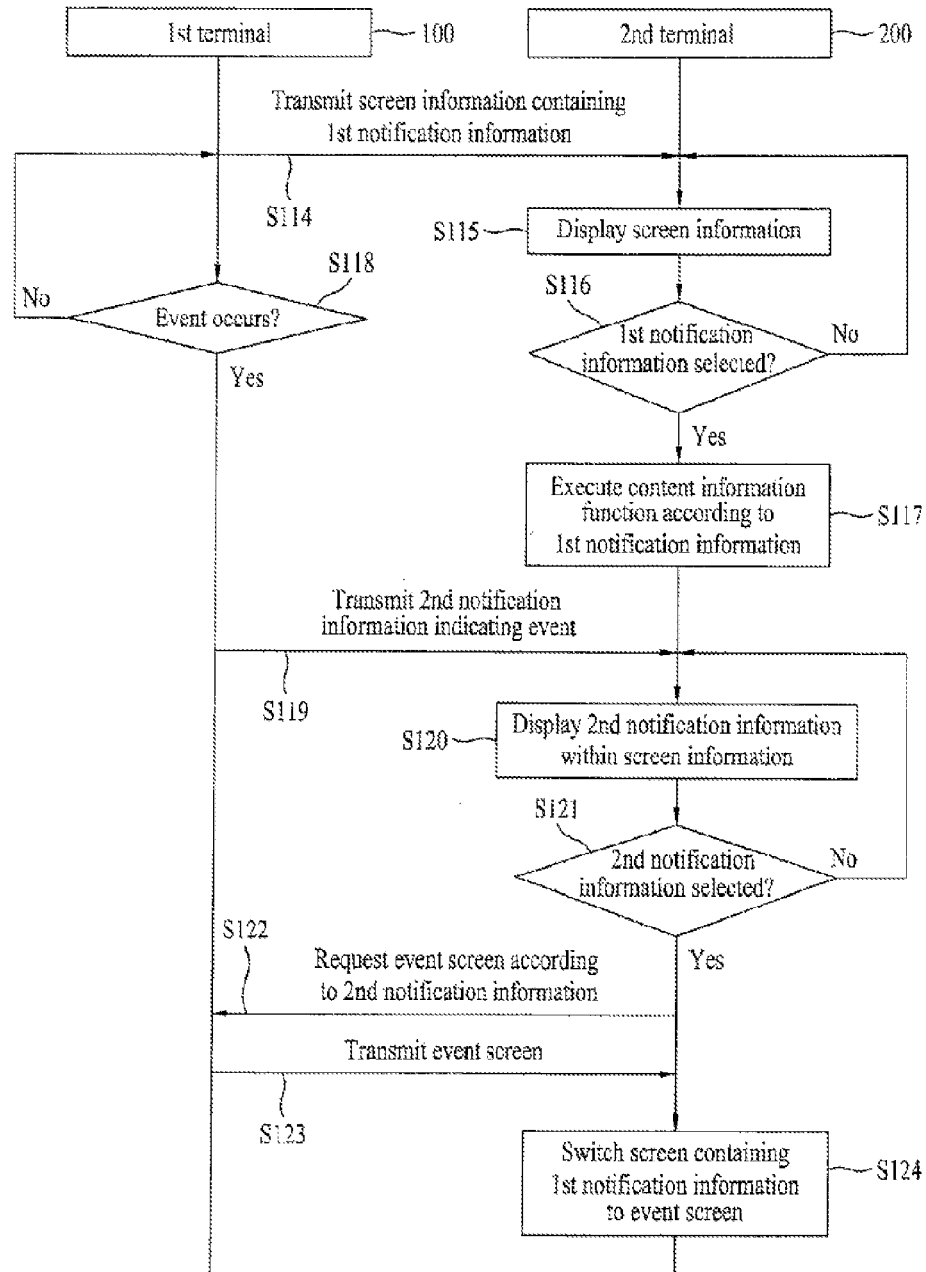 1st terminal
100
2nd terminal
200
Transmit screen information containing
1st notification information
S114
S115
Display screen information
S118
No
Event occurs?
Yes
S116
1st notification
information selected?
No
Yes
Execute content information
function according to
1st notification information
S117
Transmit 2nd notification
information indicating event
S119
S120
Display 2nd notification information
within screen information
S121
2nd notification
information selected?
No
Yes
S122
Request event screen according
to 2nd notification information
Transmit event screen
S123
Switch screen containing
1st notification information
to event screen
S124